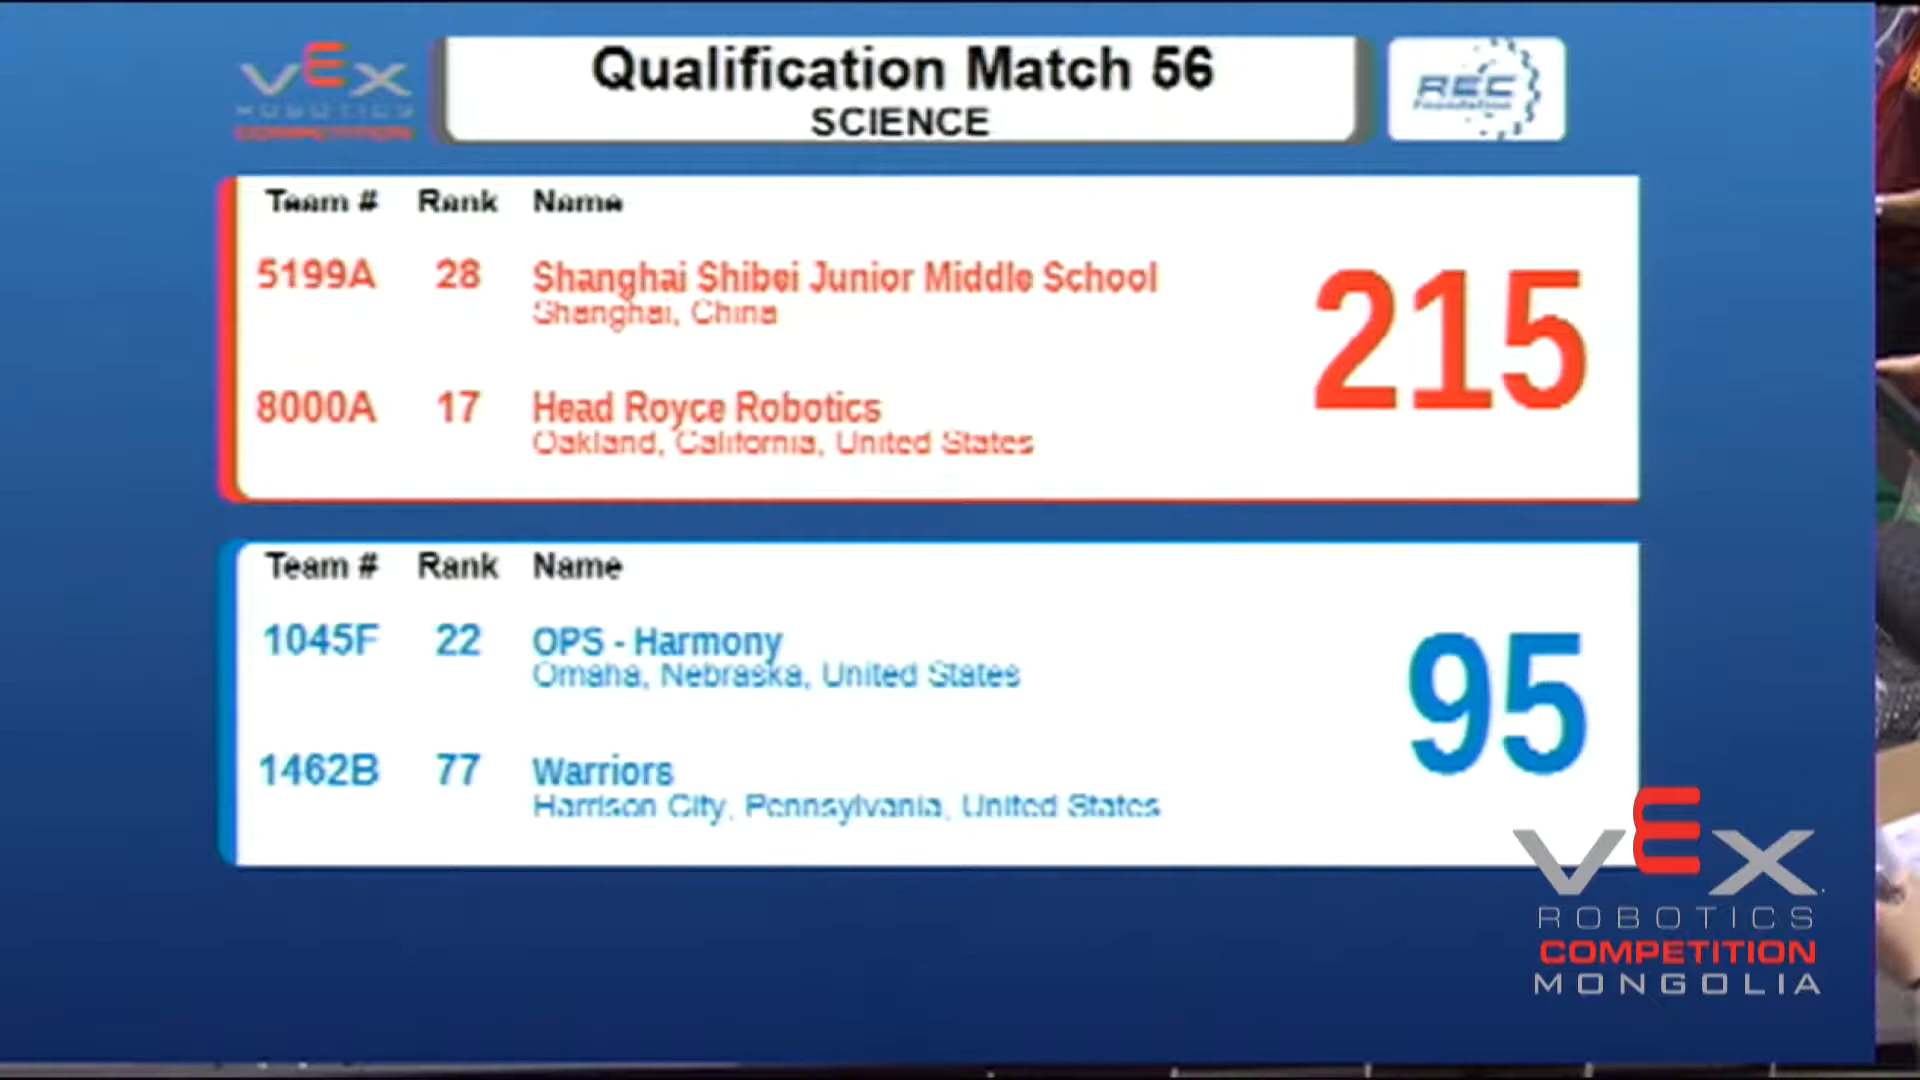 VEX
ROBOTICS
COMPETITION
Qualification Match 56
SCIENCE
REC
Foundation
Team # Rank Name
5199A 28 Shanghai Shibei Junior Middle School
Shanghai, China
8000A 17 Head Royce Robotics
Oakland, California, United States
215
Team # Rank Name
1045F 22 OPS - Harmony
Omaha, Nebraska, United States
1462B 77 Warriors
Harrison City, Pennsylvania, United States
95
VEX
ROBOTICS
COMPETITION
MONGOLIA